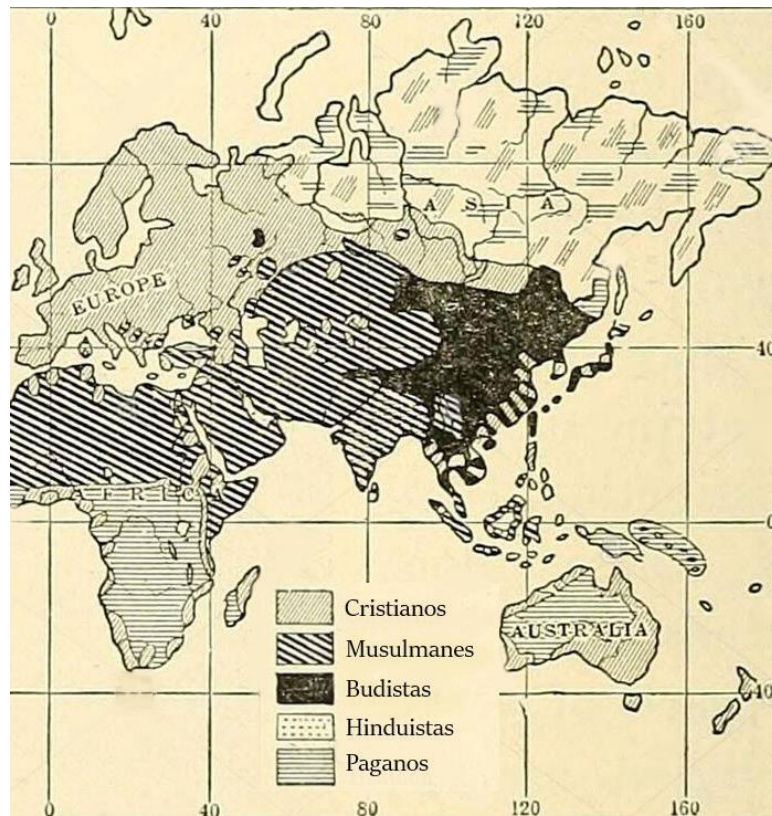 0 40 80 120 160
A S A
EUROPE
40
AFRICA
0
Cristianos
AUSTRALIA
Musulmanes
Budistas
40
Hinduistas
Paganos
0 40 80 120 160